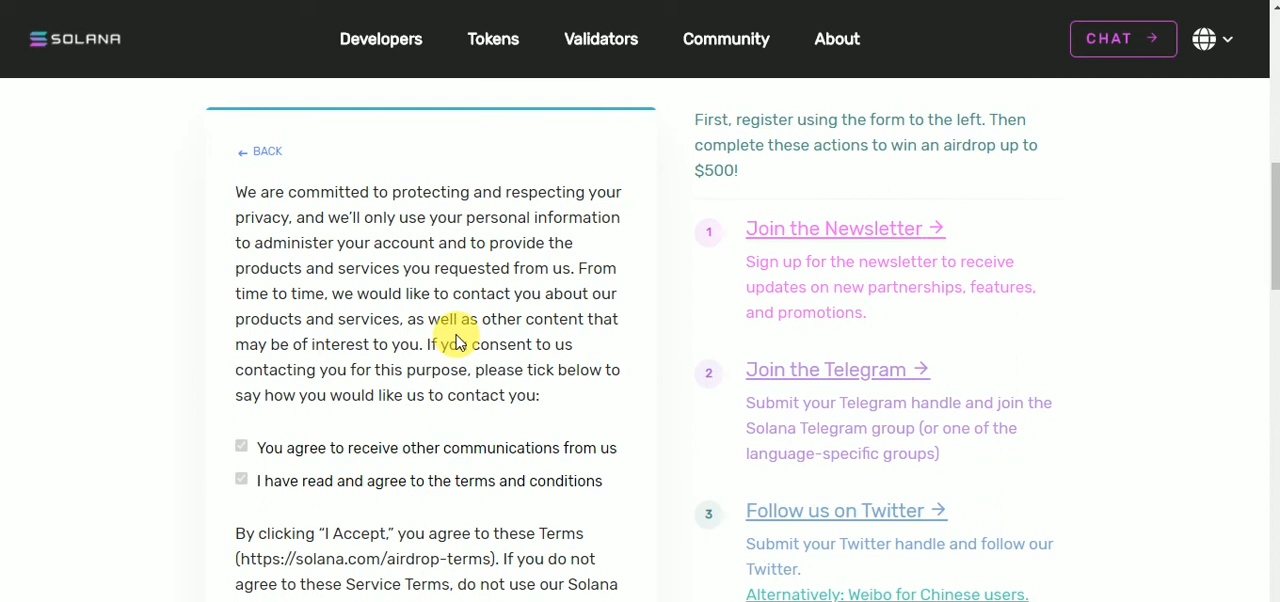 SOLANA
Developers
Tokens
Validators
Community
About
CHAT →
← BACK
We are committed to protecting and respecting your
privacy, and we’ll only use your personal information
to administer your account and to provide the
products and services you requested from us. From
time to time, we would like to contact you about our
products and services, as well as other content that
may be of interest to you. If you consent to us
contacting you for this purpose, please tick below to
say how you would like us to contact you:
You agree to receive other communications from us
I have read and agree to the terms and conditions
By clicking “I Accept,” you agree to these Terms
(https://solana.com/airdrop-terms). If you do not
agree to these Service Terms, do not use our Solana
First, register using the form to the left. Then
complete these actions to win an airdrop up to
$500!
1
Join the Newsletter →
Sign up for the newsletter to receive
updates on new partnerships, features,
and promotions.
2
Join the Telegram →
Submit your Telegram handle and join the
Solana Telegram group (or one of the
language-specific groups)
3
Follow us on Twitter →
Submit your Twitter handle and follow our
Twitter.
Alternatively: Weibo for Chinese users.